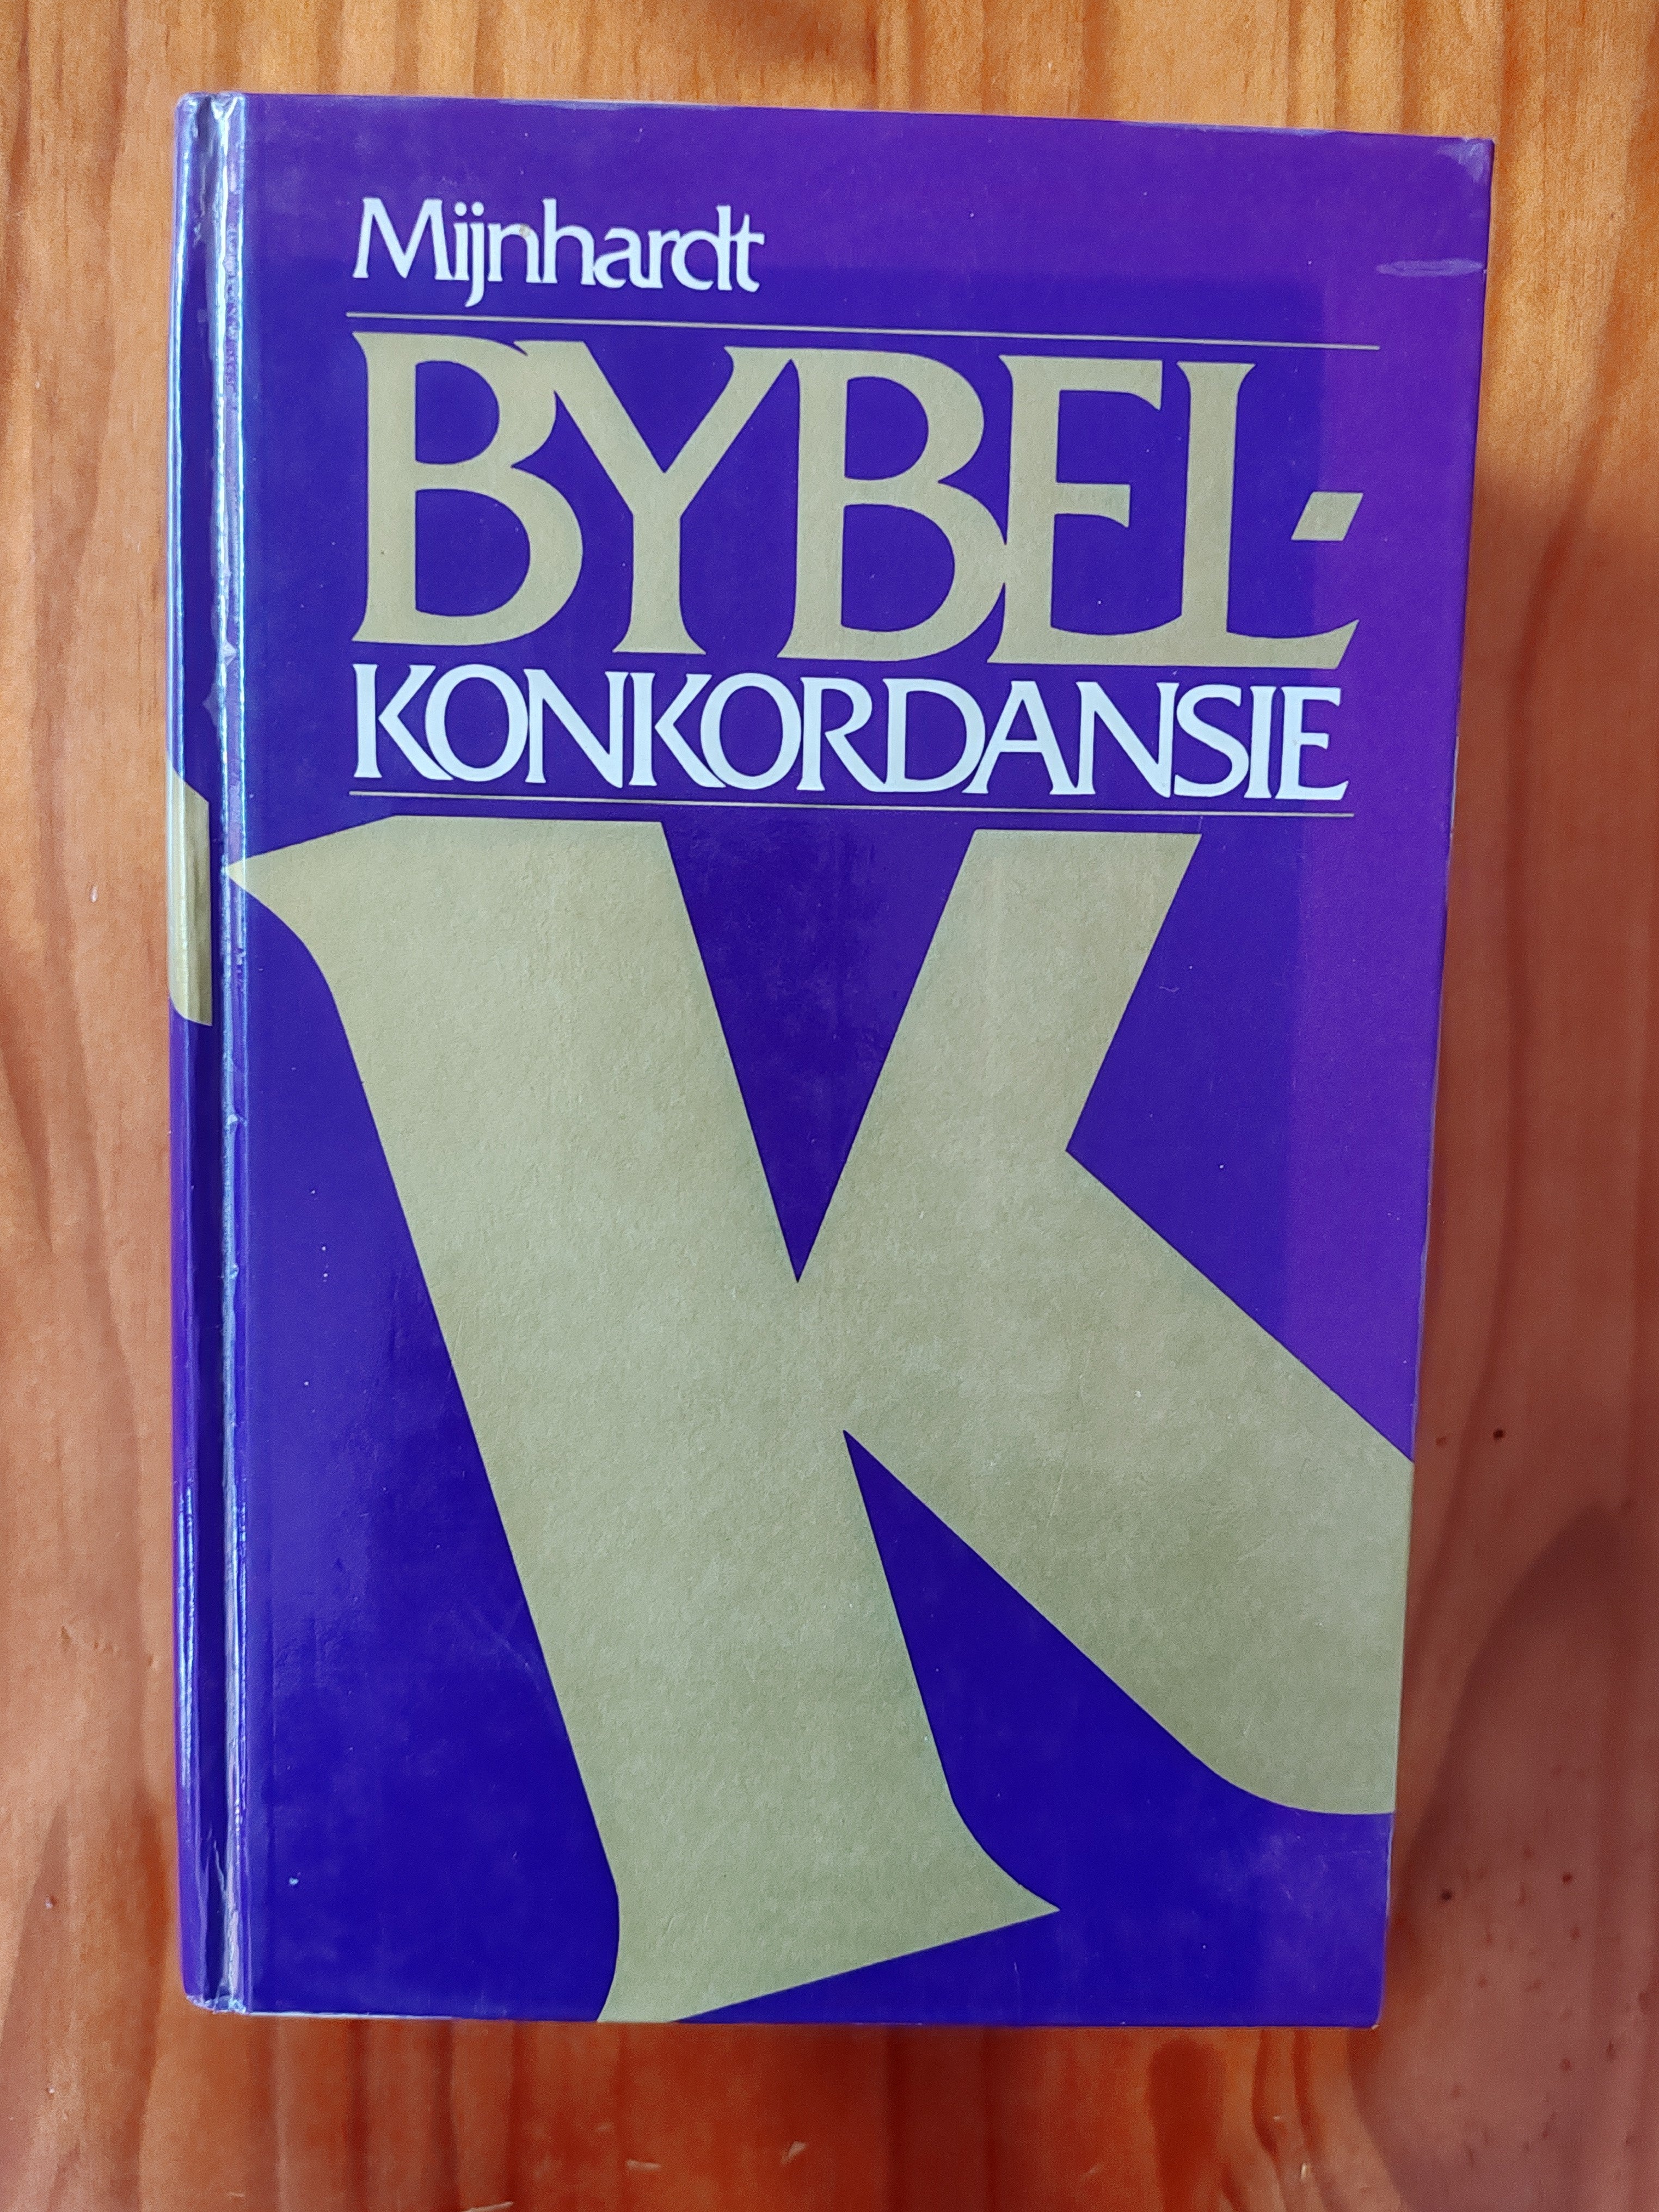 Mijnhardt
BYBEL-
KONKORDANSIE
K